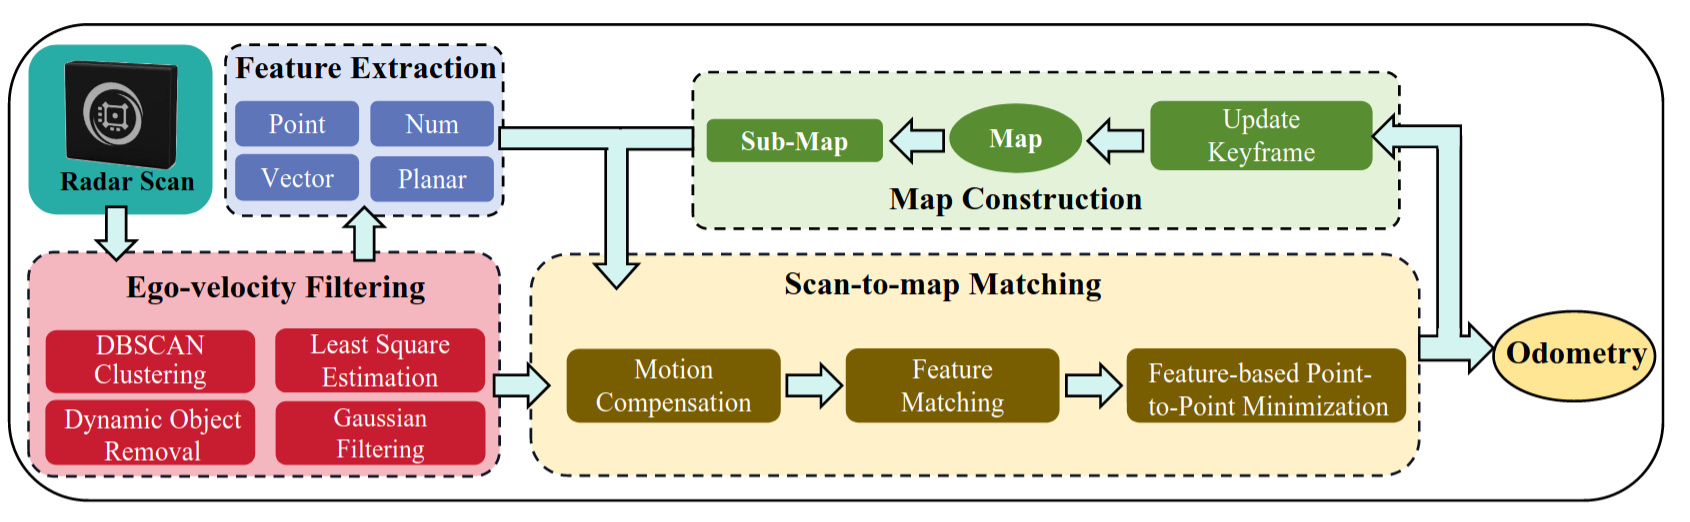 Radar Scan
Feature Extraction
Point
Num
Vector
Planar
Sub-Map
Map
Update
Keyframe
Map Construction
Ego-velocity Filtering
DBSCAN
Clustering
Least Square
Estimation
Dynamic Object
Removal
Gaussian
Filtering
Scan-to-map Matching
Motion
Compensation
Feature
Matching
Feature-based Point-
to-Point Minimization
Odometry